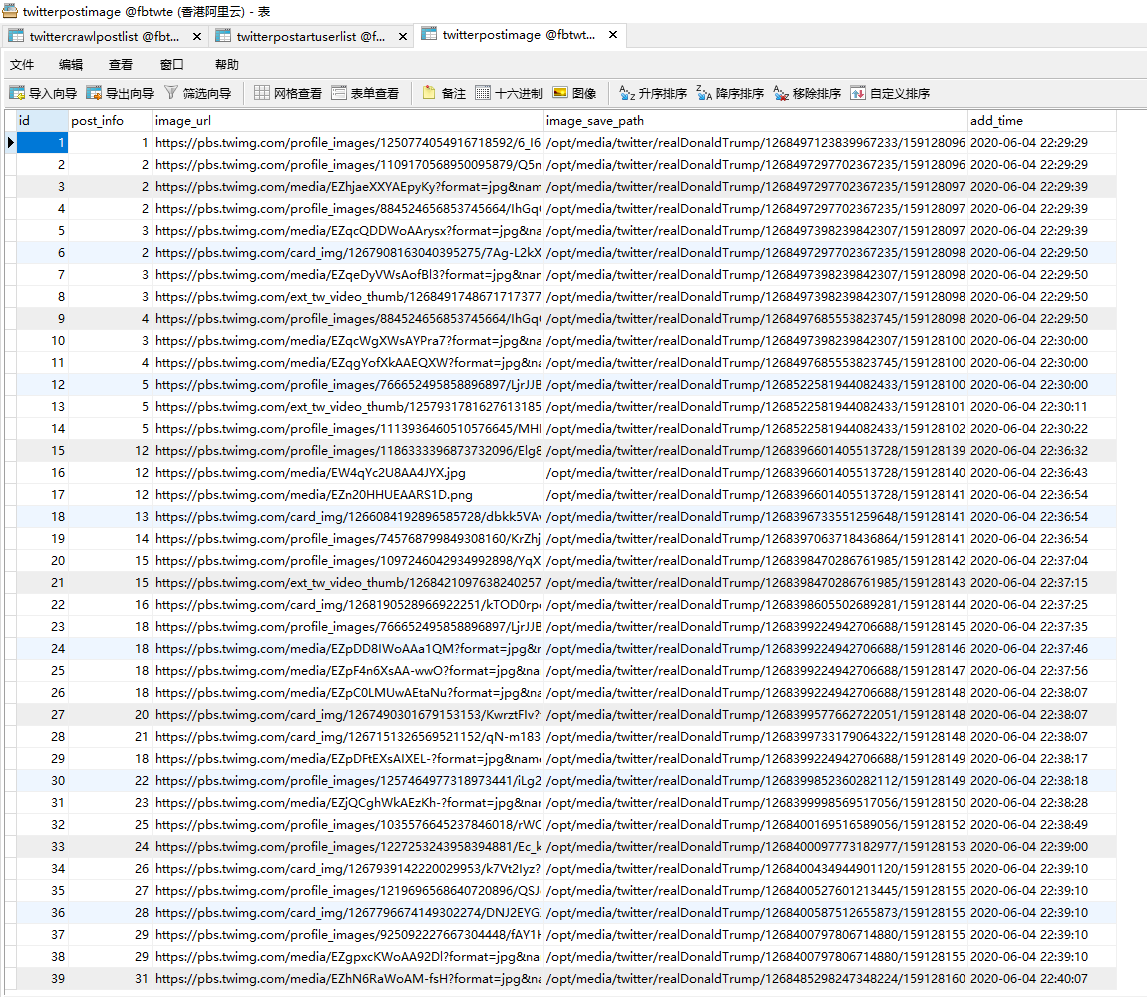 twitterpostimage @fbtwte (香港阿里云) - 表
twittercrawlpostlist @fbt... twitterpostartuserlist @f... twitterpostimage @fbtwt...
文件 编辑 查看 窗口 帮助
导入向导 导出向导 筛选向导 网格查看 表单查看 备注 十六进制 图像 升序排序 降序排序 移除排序 自定义排序
id post_info image_url image_save_path add_time
1 1 https://pbs.twimg.com/profile_images/1250774054916718592/6_I6 /opt/media/twitter/realDonaldTrump/1268497123839967233/159128096 2020-06-04 22:29:29
2 2 https://pbs.twimg.com/profile_images/1109170568950095879/Q5n /opt/media/twitter/realDonaldTrump/1268497297702367235/159128097 2020-06-04 22:29:39
3 2 https://pbs.twimg.com/media/EZhjaeXXYAEpyKy?format=jpg&nam /opt/media/twitter/realDonaldTrump/1268497297702367235/159128097 2020-06-04 22:29:39
4 2 https://pbs.twimg.com/profile_images/884524656853745664/IhGq /opt/media/twitter/realDonaldTrump/1268497297702367235/159128097 2020-06-04 22:29:39
5 3 https://pbs.twimg.com/media/EZqcQDDWoAArysx?format=jpg&na /opt/media/twitter/realDonaldTrump/1268497398239842307/159128097 2020-06-04 22:29:39
6 2 https://pbs.twimg.com/card_img/1267908163040395275/7Ag-L2kX /opt/media/twitter/realDonaldTrump/1268497297702367235/159128098 2020-06-04 22:29:50
7 3 https://pbs.twimg.com/media/EZqeDyVWsAofBl3?format=jpg&nar /opt/media/twitter/realDonaldTrump/1268497398239842307/159128098 2020-06-04 22:29:50
8 3 https://pbs.twimg.com/ext_tw_video_thumb/1268491748671717377 /opt/media/twitter/realDonaldTrump/1268497398239842307/159128098 2020-06-04 22:29:50
9 4 https://pbs.twimg.com/profile_images/884524656853745664/IhGq /opt/media/twitter/realDonaldTrump/1268497685553823745/159128098 2020-06-04 22:29:50
10 3 https://pbs.twimg.com/media/EZqcWgXWsAYPra7?format=jpg&na /opt/media/twitter/realDonaldTrump/1268497398239842307/159128100 2020-06-04 22:30:00
11 4 https://pbs.twimg.com/media/EZqgYofXkAAEQXW?format=jpg&n /opt/media/twitter/realDonaldTrump/1268497685553823745/159128100 2020-06-04 22:30:00
12 5 https://pbs.twimg.com/profile_images/766652495858896897/LjrJJB /opt/media/twitter/realDonaldTrump/1268522581944082433/159128100 2020-06-04 22:30:00
13 5 https://pbs.twimg.com/ext_tw_video_thumb/1257931781627613185 /opt/media/twitter/realDonaldTrump/1268522581944082433/159128101 2020-06-04 22:30:11
14 5 https://pbs.twimg.com/profile_images/1113936460510576645/MHI /opt/media/twitter/realDonaldTrump/1268522581944082433/159128102 2020-06-04 22:30:22
15 12 https://pbs.twimg.com/profile_images/1186333396873732096/Elg8 /opt/media/twitter/realDonaldTrump/1268396601405513728/159128139 2020-06-04 22:36:32
16 12 https://pbs.twimg.com/media/EW4qYc2U8AA4JYX.jpg /opt/media/twitter/realDonaldTrump/1268396601405513728/159128140 2020-06-04 22:36:43
17 12 https://pbs.twimg.com/media/EZn20HHUEAARS1D.png /opt/media/twitter/realDonaldTrump/1268396601405513728/159128141 2020-06-04 22:36:54
18 13 https://pbs.twimg.com/card_img/1266084192896585728/dbkk5VA /opt/media/twitter/realDonaldTrump/1268396733551259648/159128141 2020-06-04 22:36:54
19 14 https://pbs.twimg.com/profile_images/745768799849308160/KrZhj /opt/media/twitter/realDonaldTrump/1268397063718436864/159128141 2020-06-04 22:36:54
20 15 https://pbs.twimg.com/profile_images/1097246042934992898/YqX /opt/media/twitter/realDonaldTrump/1268398470286761985/159128142 2020-06-04 22:37:04
21 15 https://pbs.twimg.com/ext_tw_video_thumb/1268421097638240257 /opt/media/twitter/realDonaldTrump/1268398470286761985/159128143 2020-06-04 22:37:15
22 16 https://pbs.twimg.com/card_img/1268190528966922251/kTOD0rp /opt/media/twitter/realDonaldTrump/1268398605502689281/159128144 2020-06-04 22:37:25
23 18 https://pbs.twimg.com/profile_images/766652495858896897/LjrJJB /opt/media/twitter/realDonaldTrump/1268399224942706688/159128145 2020-06-04 22:37:35
24 18 https://pbs.twimg.com/media/EZpDD8IWoAAa1QM?format=jpg& /opt/media/twitter/realDonaldTrump/1268399224942706688/159128146 2020-06-04 22:37:46
25 18 https://pbs.twimg.com/media/EZpF4n6XsAA-wwO?format=jpg&na /opt/media/twitter/realDonaldTrump/1268399224942706688/159128147 2020-06-04 22:37:56
26 18 https://pbs.twimg.com/media/EZpC0LMUwAEtaNu?format=jpg&na /opt/media/twitter/realDonaldTrump/1268399224942706688/159128148 2020-06-04 22:38:07
27 20 https://pbs.twimg.com/card_img/1267490301679153153/KwrztFIv? /opt/media/twitter/realDonaldTrump/1268399577662722051/159128148 2020-06-04 22:38:07
28 21 https://pbs.twimg.com/card_img/1267151326569521152/qN-m183 /opt/media/twitter/realDonaldTrump/1268399733179064322/159128148 2020-06-04 22:38:07
29 18 https://pbs.twimg.com/media/EZpDFtEXsAIXEL-?format=jpg&name /opt/media/twitter/realDonaldTrump/1268399224942706688/159128149 2020-06-04 22:38:17
30 22 https://pbs.twimg.com/profile_images/1257464977318973441/iLg2 /opt/media/twitter/realDonaldTrump/1268399852360282112/159128149 2020-06-04 22:38:18
31 23 https://pbs.twimg.com/media/EZjQCghWkAEzKh-?format=jpg&nar /opt/media/twitter/realDonaldTrump/1268399998569517056/159128150 2020-06-04 22:38:28
32 25 https://pbs.twimg.com/profile_images/1035576645237846018/rWC /opt/media/twitter/realDonaldTrump/1268400169516589056/159128152 2020-06-04 22:38:49
33 24 https://pbs.twimg.com/profile_images/1227253243958394881/Ec_k /opt/media/twitter/realDonaldTrump/1268400097773182977/159128153 2020-06-04 22:39:00
34 26 https://pbs.twimg.com/card_img/1267939142220029953/k7Vt2Iyz? /opt/media/twitter/realDonaldTrump/1268400434944901120/159128155 2020-06-04 22:39:10
35 27 https://pbs.twimg.com/profile_images/1219696568640720896/QSJ /opt/media/twitter/realDonaldTrump/1268400527601213445/159128155 2020-06-04 22:39:10
36 28 https://pbs.twimg.com/card_img/1267796674149302274/DNJ2EYG /opt/media/twitter/realDonaldTrump/1268400587512655873/159128155 2020-06-04 22:39:10
37 29 https://pbs.twimg.com/profile_images/925092227667304448/fAY1 /opt/media/twitter/realDonaldTrump/1268400797806714880/159128155 2020-06-04 22:39:10
38 29 https://pbs.twimg.com/media/EZgpxcKWoAA92Dl?format=jpg&na /opt/media/twitter/realDonaldTrump/1268400797806714880/159128155 2020-06-04 22:39:10
39 31 https://pbs.twimg.com/media/EZhN6RaWoAM-fsH?format=jpg&n /opt/media/twitter/realDonaldTrump/1268485298247348224/159128160 2020-06-04 22:40:07